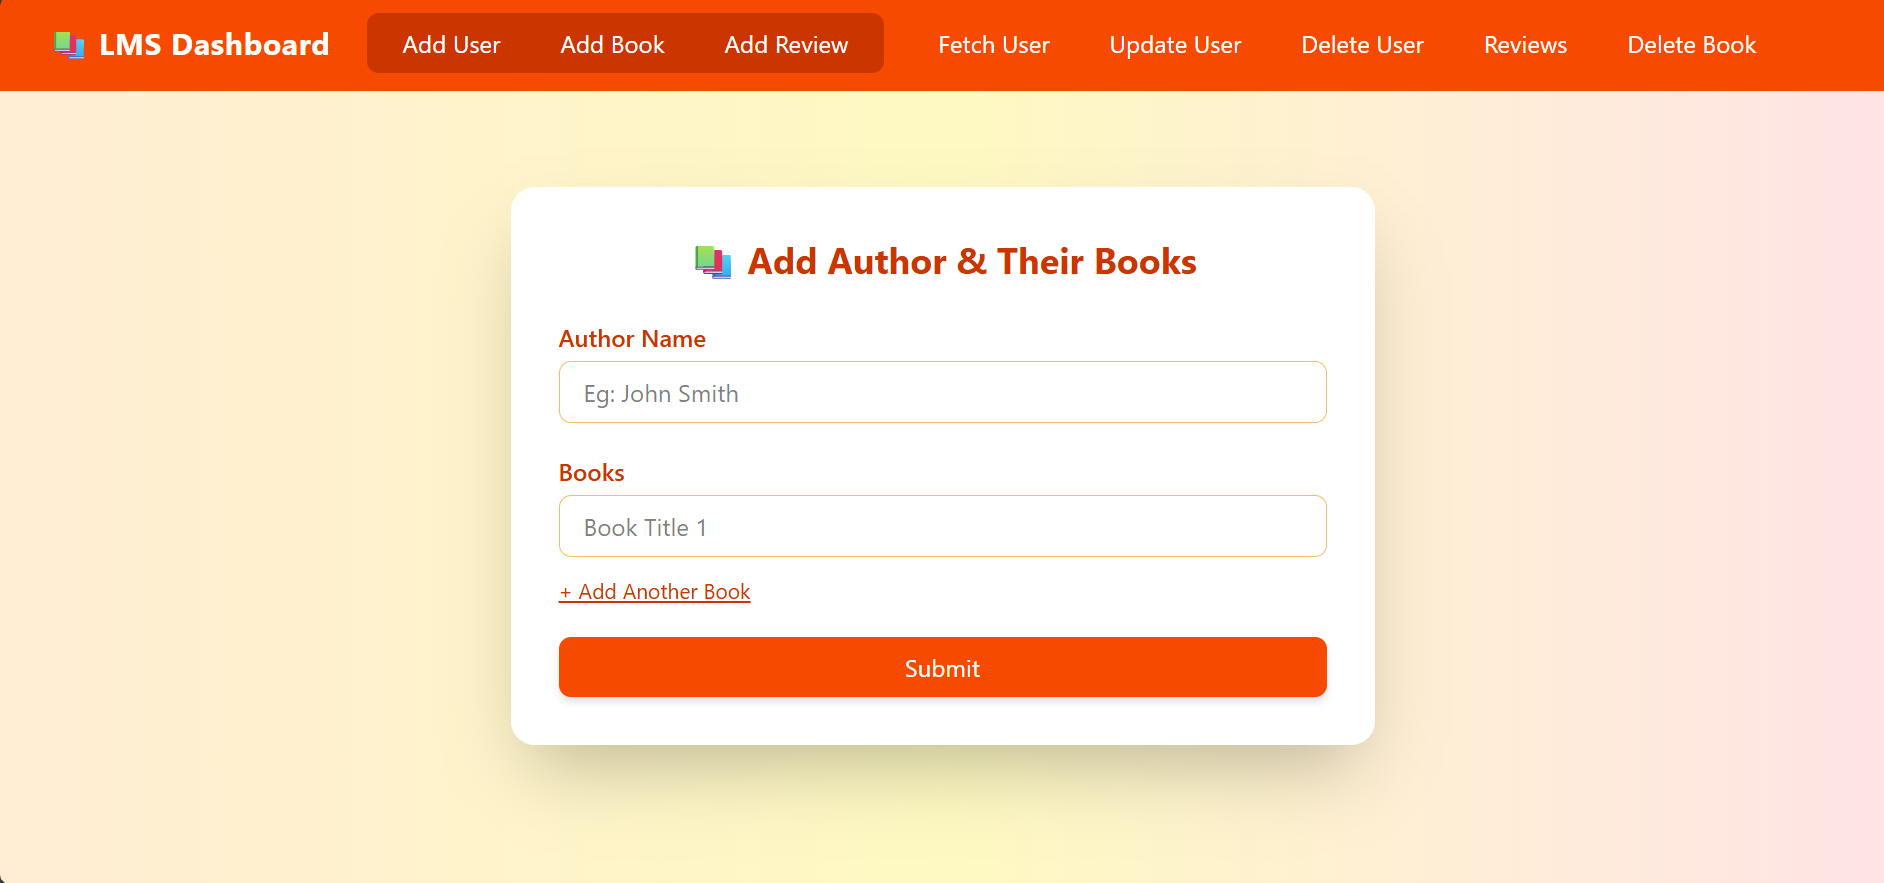 LMS Dashboard Add User Add Book Add Review Fetch User Update User Delete User Reviews Delete Book
Add Author & Their Books
Author Name
Eg: John Smith
Books
Book Title 1
+ Add Another Book
Submit